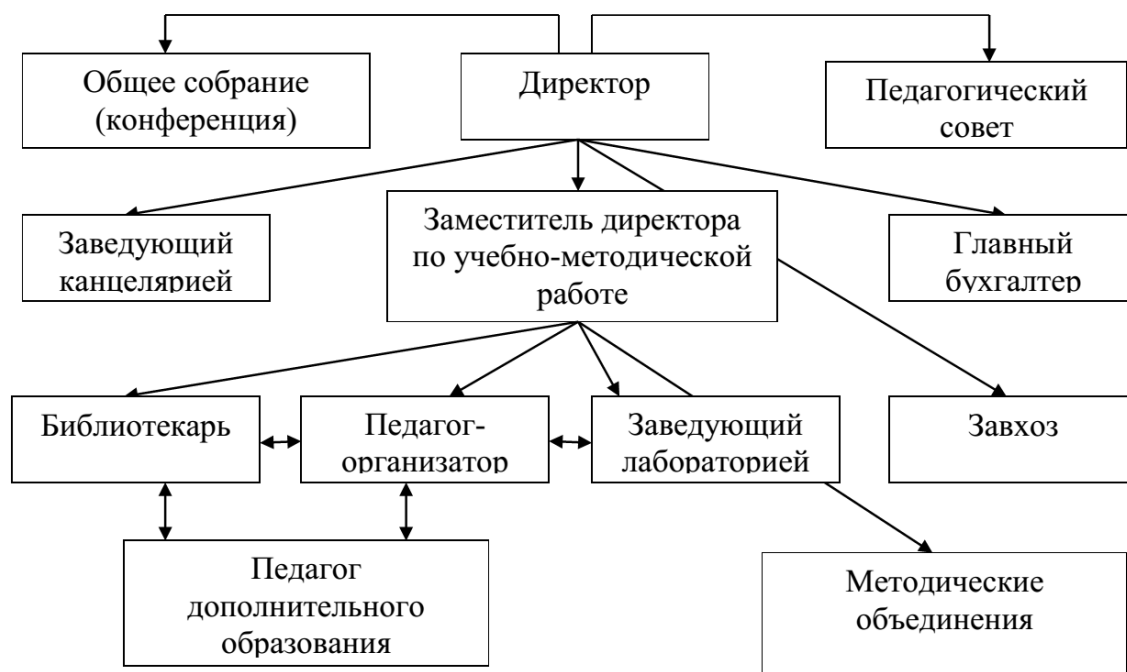 Общее собрание
(конференция)
Директор
Педагогический
совет
Заведующий
канцелярией
Заместитель директора
по учебно-методической
работе
Главный
бухгалтер
Библиотекарь
Педагог-
организатор
Заведующий
лабораторией
Завхоз
Педагог
дополнительного
образования
Методические
объединения